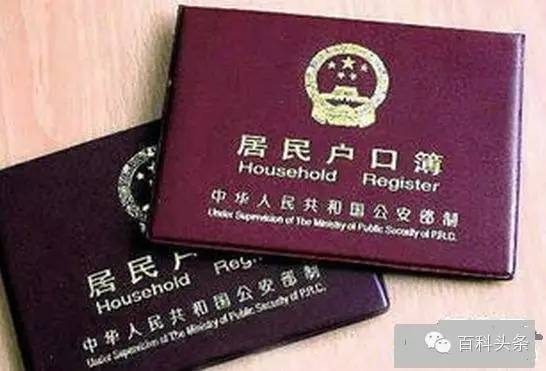 居民户口簿
Household Register
中华人民共和国公安部制
Under Supervision of The Ministry of Public Security of P.R.C.
居民户
Household Regis
中华人民共和国公安部制
Under Supervision of The Ministry of Public Security of P.R.C.
百科头条